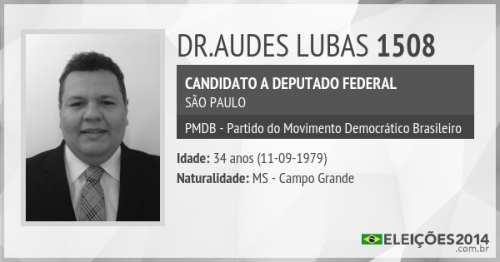 DR.AUDES LUBAS 1508
CANDIDATO A DEPUTADO FEDERAL
SÃO PAULO
PMDB - Partido do Movimento Democrático Brasileiro
Idade: 34 anos (11-09-1979)
Naturalidade: MS - Campo Grande
ELEIÇÕES2014
.com.br